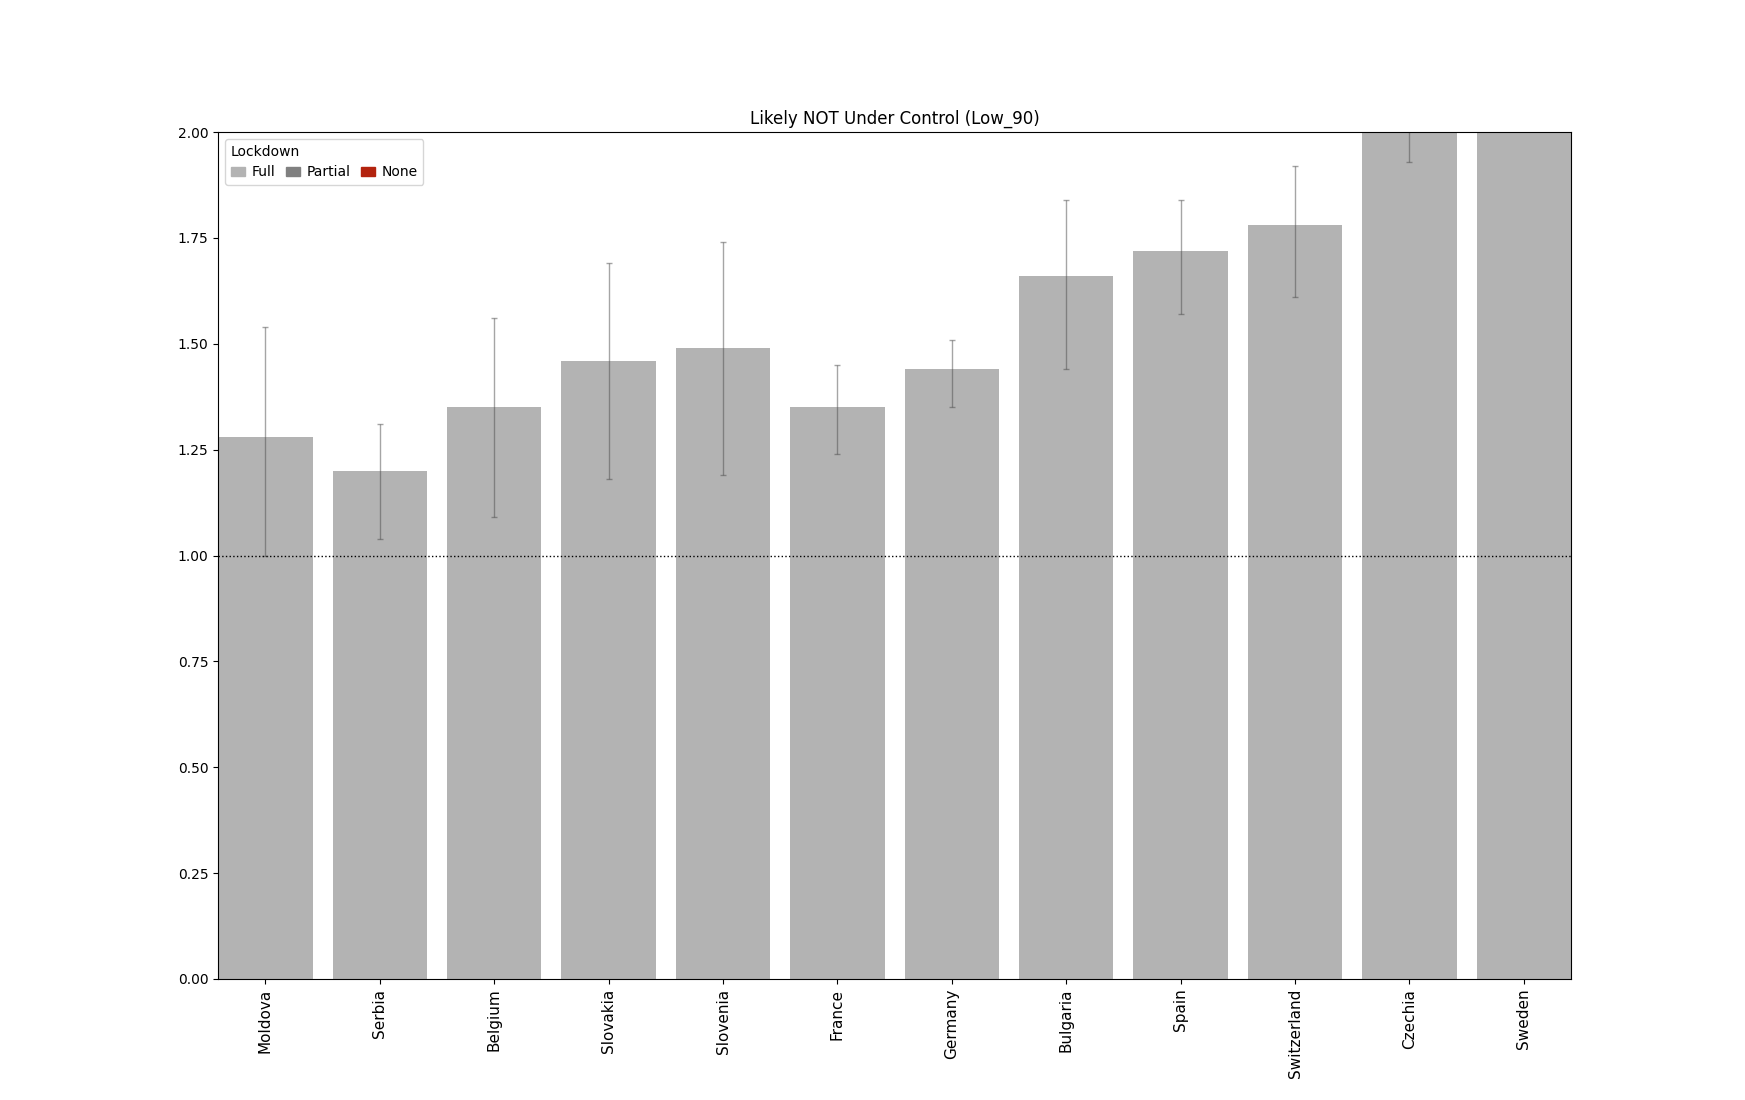 Likely NOT Under Control (Low_90)
Lockdown
Full Partial None
2.00
1.75
1.50
1.25
1.00
0.75
0.50
0.25
0.00
Moldova
Serbia
Belgium
Slovakia
Slovenia
France
Germany
Bulgaria
Spain
Switzerland
Czechia
Sweden